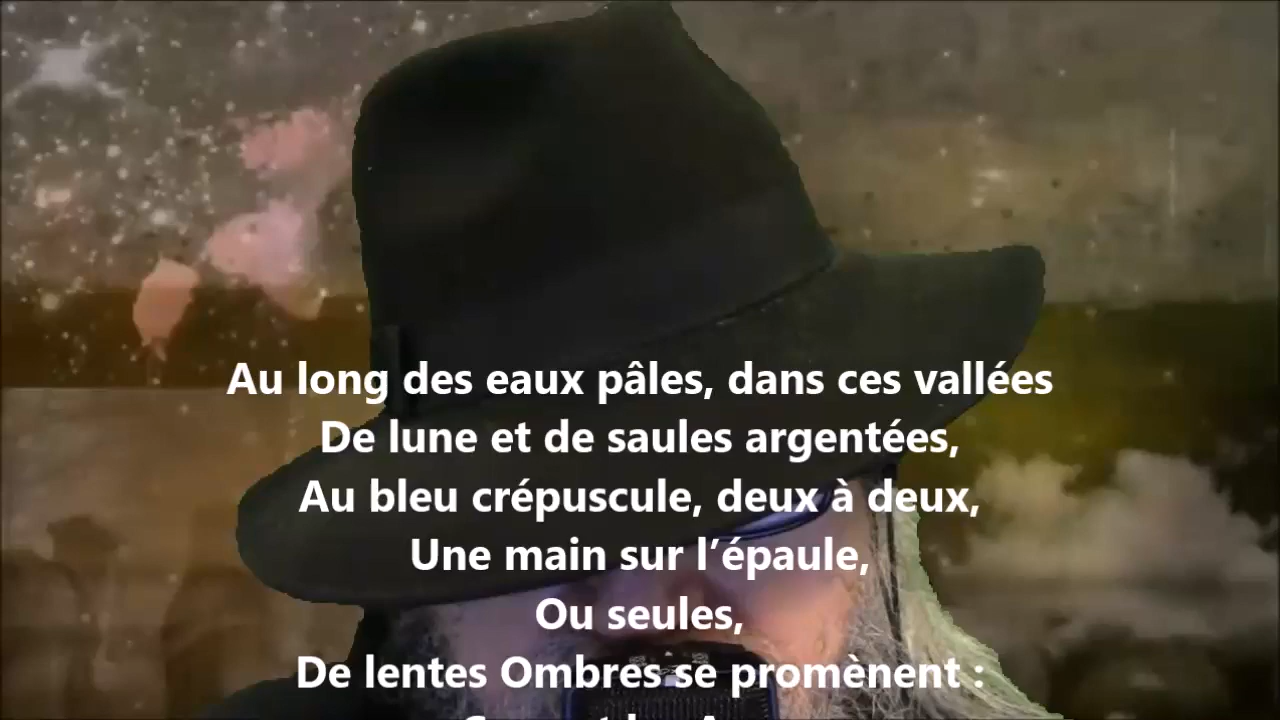 Au long des eaux pâles, dans ces vallées
De lune et de saules argentées,
Au bleu crépuscule, deux à deux,
Une main sur l’épaule,
Ou seules,
De lentes Ombres se promènent :